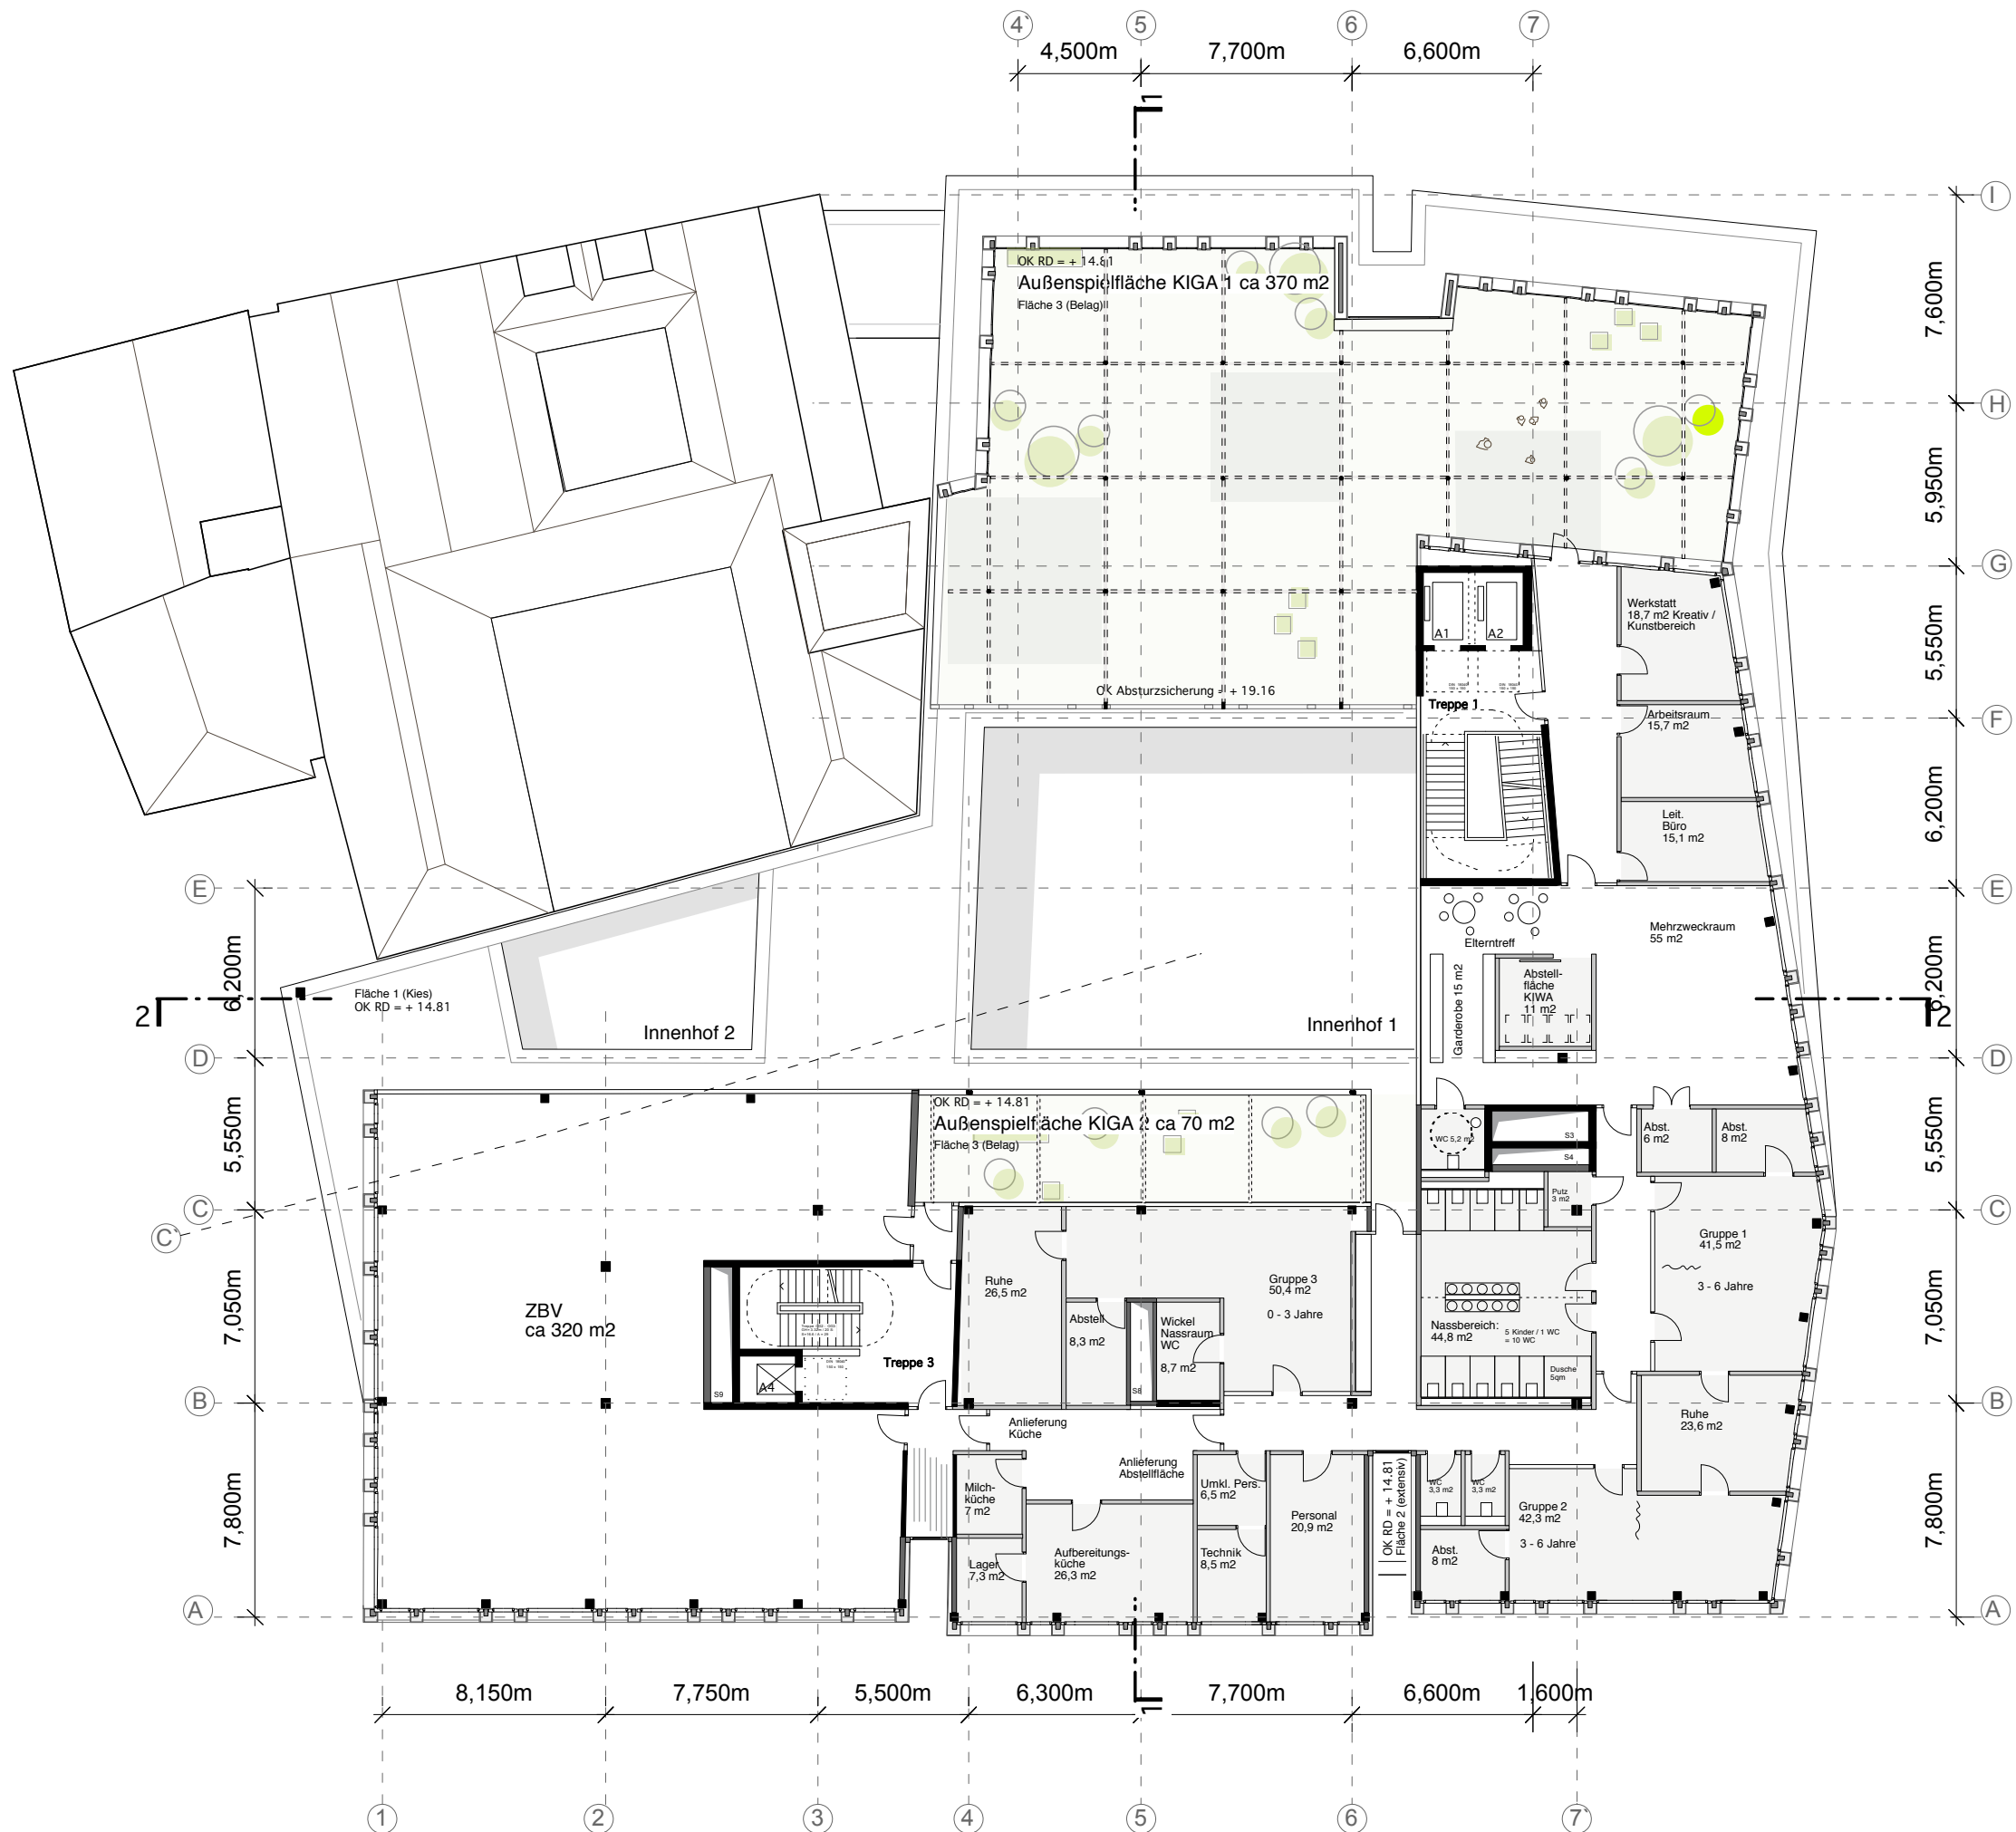 4`
5
6
7
4,500m
7,700m
6,600m
1
I
7,600m
H
5,950m
G
5,550m
F
6,200m
E
6,200m
D
5,550m
C
7,050m
B
7,800m
A
OK RD = + 14.81
Außenspielfläche KIGA 1 ca 370 m2
Fläche 3 (Belag)
OK Absturzsicherung = + 19.16
A1
A2
Treppe 1
Werkstatt
18,7 m2 Kreativ /
Kunstbereich
Arbeitsraum
15,7 m2
Leit.
Büro
15,1 m2
E
6,200m
D
5,550m
C
C`
7,050m
B
7,800m
A
2
2
Fläche 1 (Kies)
OK RD = + 14.81
Innenhof 2
Innenhof 1
Elterntreff
Mehrzweckraum
55 m2
Garderobe 15 m2
Abstell-
fläche
KIWA
11 m2
OK RD = + 14.81
Außenspielfläche KIGA 2 ca 70 m2
Fläche 3 (Belag)
WC 5,2 m2
S3
S4
Abst.
6 m2
Abst.
8 m2
Putz
3 m2
Gruppe 1
41,5 m2
3 - 6 Jahre
Nassbereich:
44,8 m2
5 Kinder / 1 WC
= 10 WC
Dusche
5qm
ZBV
ca 320 m2
S9
A4
Treppe 3
Ruhe
26,5 m2
Abstell
8,3 m2
S8
Wickel
Nassraum
WC
8,7 m2
Gruppe 3
50,4 m2
0 - 3 Jahre
Ruhe
23,6 m2
Anlieferung
Küche
Anlieferung
Abstellfläche
Milch-
küche
7 m2
Lager
7,3 m2
Aufbereitungs-
küche
26,3 m2
Umkl. Pers.
6,5 m2
Technik
8,5 m2
Personal
20,9 m2
OK RD = + 14.81
Fläche 2 (extensiv)
WC
3,3 m2
WC
3,3 m2
Abst.
8 m2
Gruppe 2
42,3 m2
3 - 6 Jahre
8,150m
7,750m
5,500m
6,300m
1
7,700m
6,600m
1,600m
1
2
3
4
5
6
7`